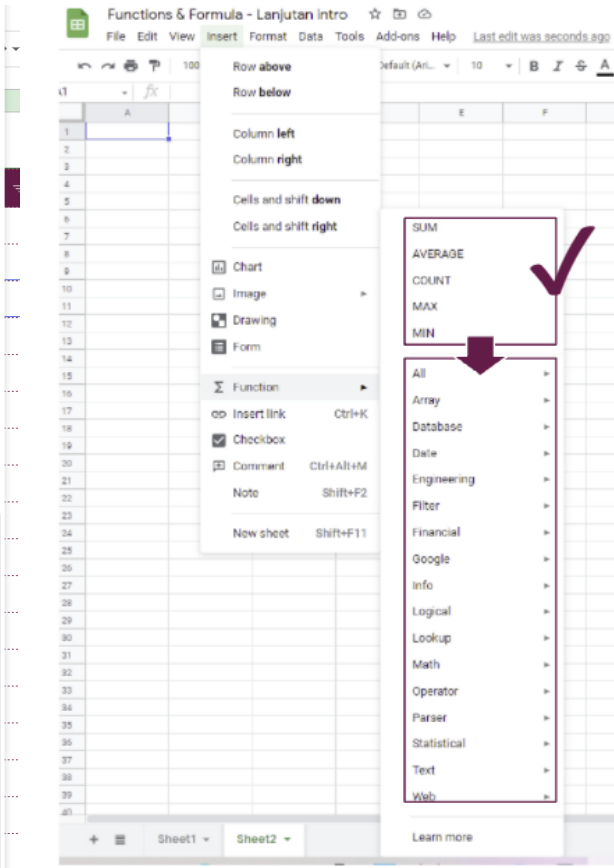 Functions & Formula - Lanjutan intro
File Edit View Insert Format Data Tools Add-ons Help Last edit was seconds ago
100 Default (Ari... 10 B I S A
A1 fx
A E F
Row above
Row below
Column left
Column right
Cells and shift down
Cells and shift right
Chart
Image
Drawing
Form
Function
Insert link Ctrl+K
Checkbox
Comment Ctrl+Alt+M
Note Shift+F2
New sheet Shift+F11
SUM
AVERAGE
COUNT
MAX
MIN
All
Array
Database
Date
Engineering
Filter
Financial
Google
Info
Logical
Lookup
Math
Operator
Parser
Statistical
Text
Web
Learn more
1
2
3
4
5
6
7
8
9
10
11
12
13
14
15
16
17
18
19
20
21
22
23
24
25
26
27
28
29
30
31
32
33
34
35
36
37
38
39
40
Sheet1 Sheet2